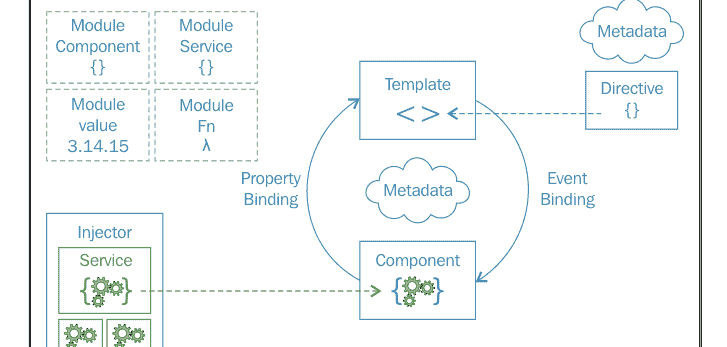 Module
Component
{}
Module
Service
{}
Module
value
3.14.15
Module
Fn
λ
Metadata
Directive
{}
Template
< >
Property
Binding
Metadata
Event
Binding
Injector
Service
{ }
Component
{ }